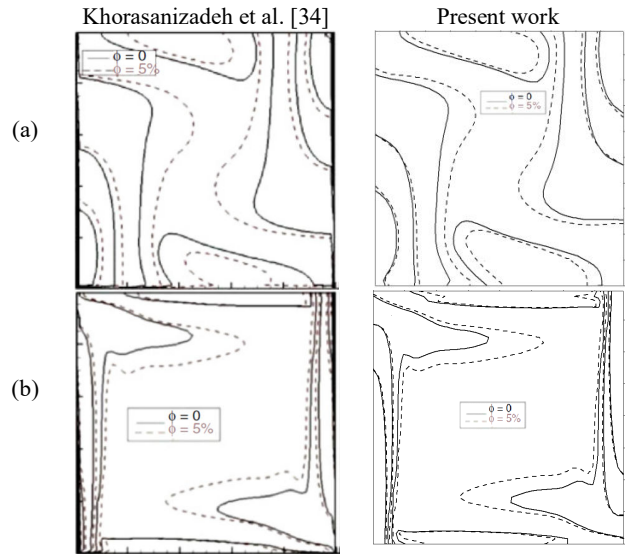 Khorasanizadeh et al. [34]
Present work
(a)
ϕ = 0
ϕ = 5%
ϕ = 0
ϕ = 5%
(b)
ϕ = 0
ϕ = 5%
ϕ = 0
ϕ = 5%